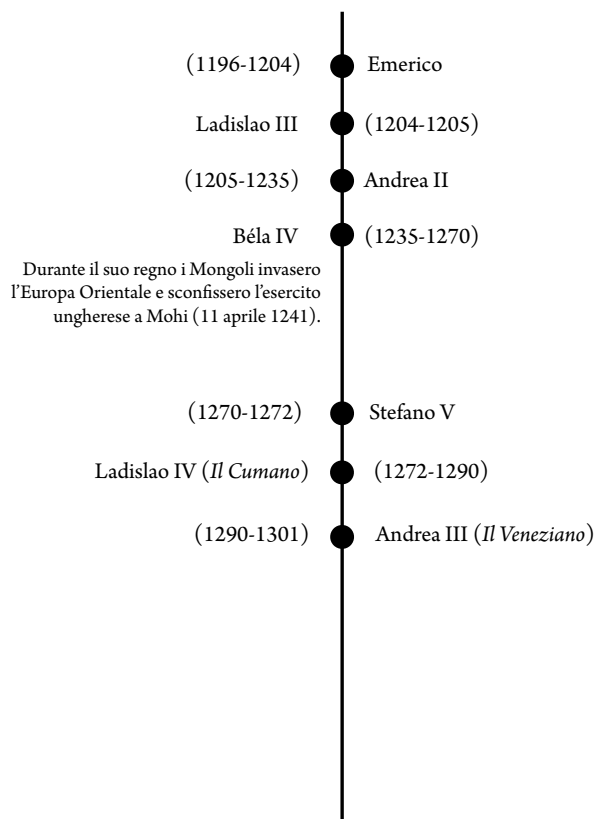 (1196-1204) Emerico
Ladislao III (1204-1205)
(1205-1235) Andrea II
Béla IV (1235-1270)
Durante il suo regno i Mongoli invasero
l'Europa Orientale e sconfissero l'esercito
ungherese a Mohi (11 aprile 1241).
(1270-1272) Stefano V
Ladislao IV (Il Cumano) (1272-1290)
(1290-1301) Andrea III (Il Veneziano)